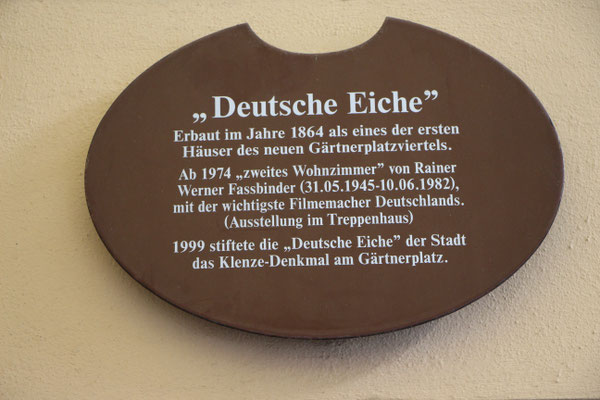 „Deutsche Eiche”
Erbaut im Jahre 1864 als eines der ersten
Häuser des neuen Gärtnerplatzviertels.
Ab 1974 „zweites Wohnzimmer” von Rainer
Werner Fassbinder (31.05.1945-10.06.1982),
mit der wichtigste Filmemacher Deutschlands.
(Ausstellung im Treppenhaus)
1999 stiftete die „Deutsche Eiche” der Stadt
das Klenze-Denkmal am Gärtnerplatz.